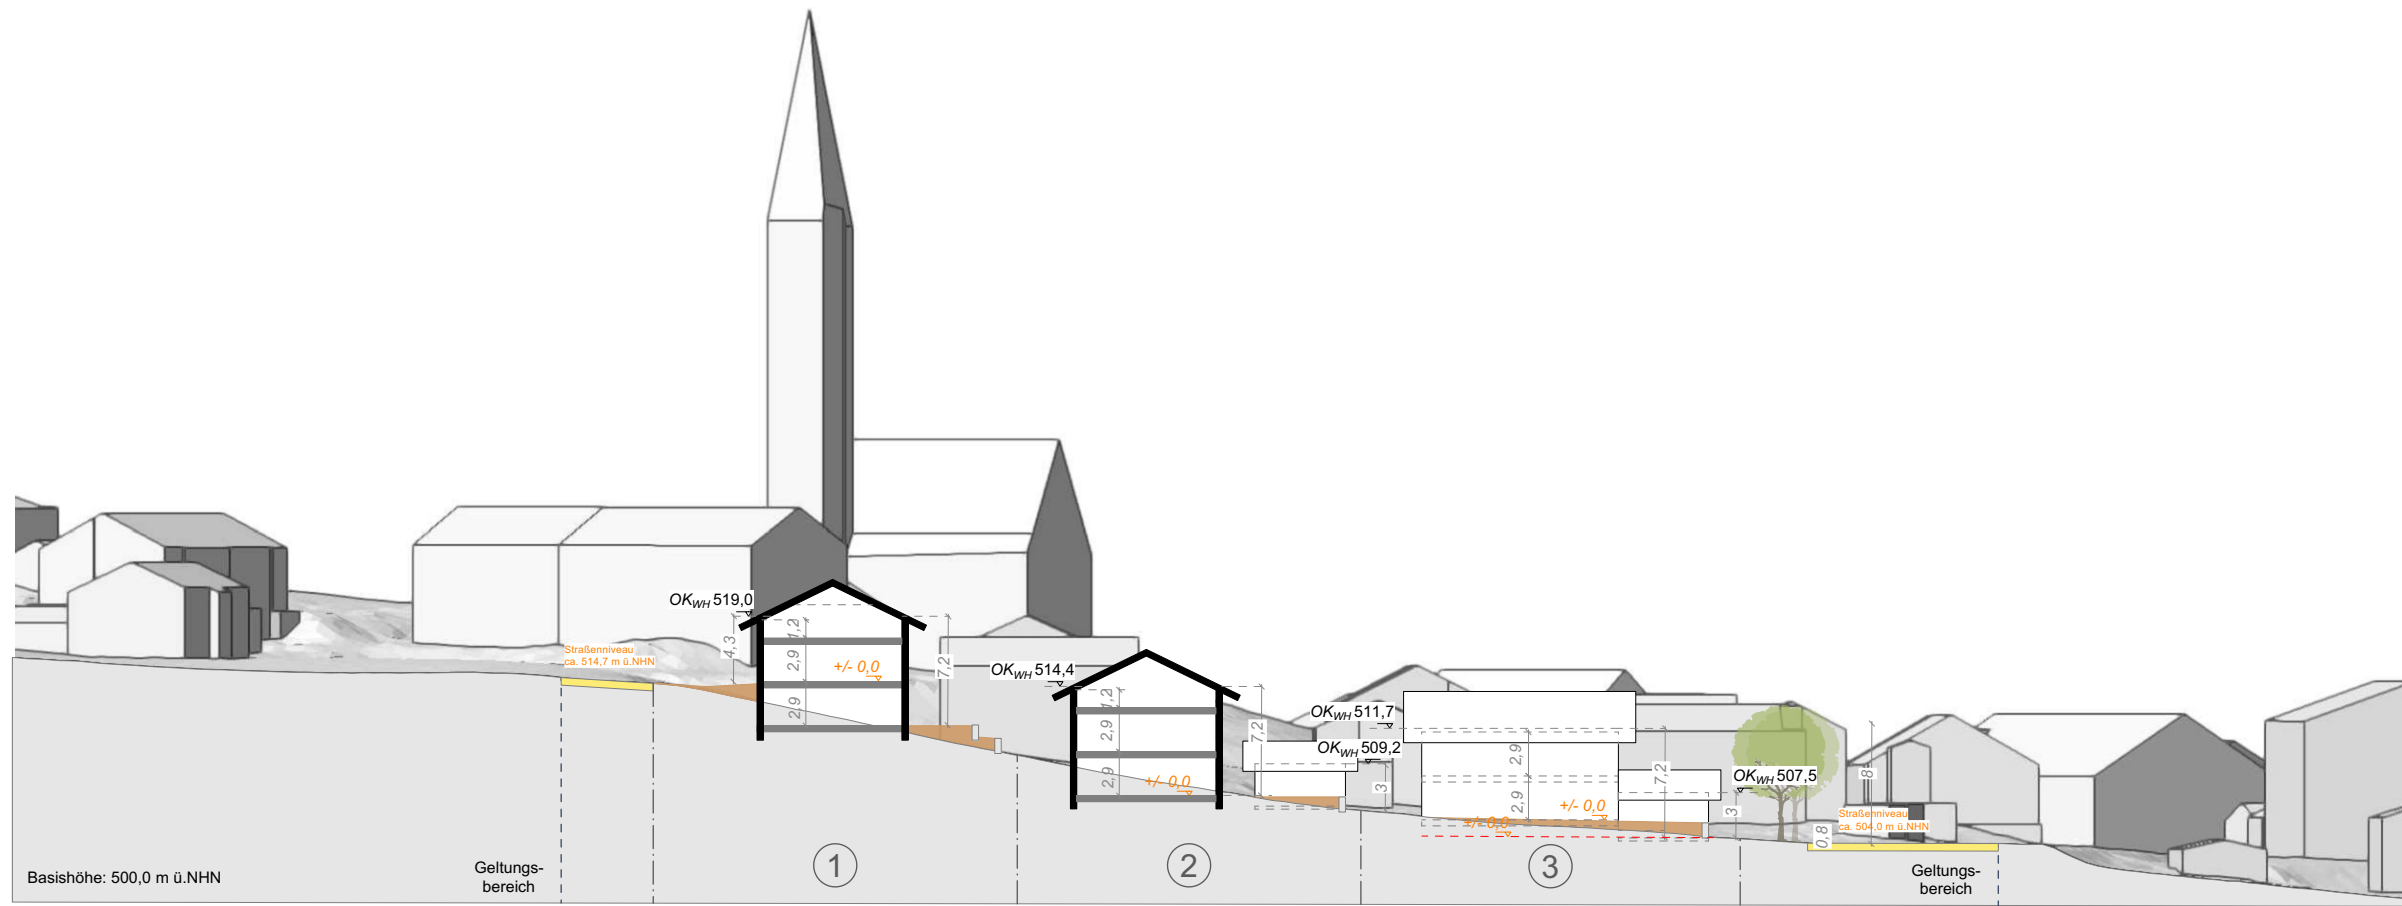 OKWH 519,0
1,2
4,3
Straßenniveau
ca. 514,7 m ü.NHN
2,9
+/- 0,0
7,2
2,9
OKWH 514,4
1,2
2,9
7,2
+/- 0,0
2,9
OKWH 511,7
OKWH 509,2
3
2,9
7,2
2,9
+/- 0,0
+/- 0,0
OKWH 507,5
3
8
Straßenniveau
ca. 504,0 m ü.NHN
0,8
1
2
3
Geltungs-
bereich
Geltungs-
bereich
Basishöhe: 500,0 m ü.NHN